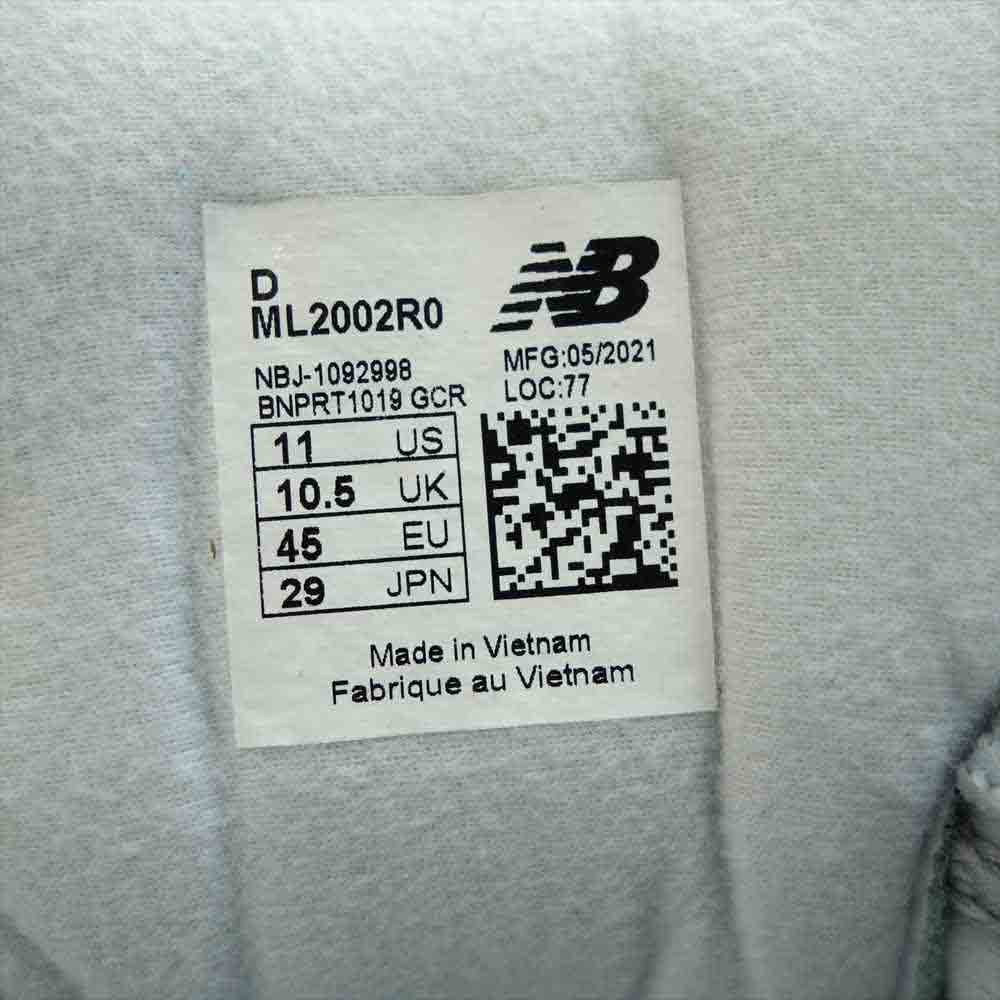 D
ML2002R0
NB
NBJ-1092998
BNPRT1019 GCR
MFG:05/2021
LOC:77
11 US
10.5 UK
45 EU
29 JPN
Made in Vietnam
Fabrique au Vietnam